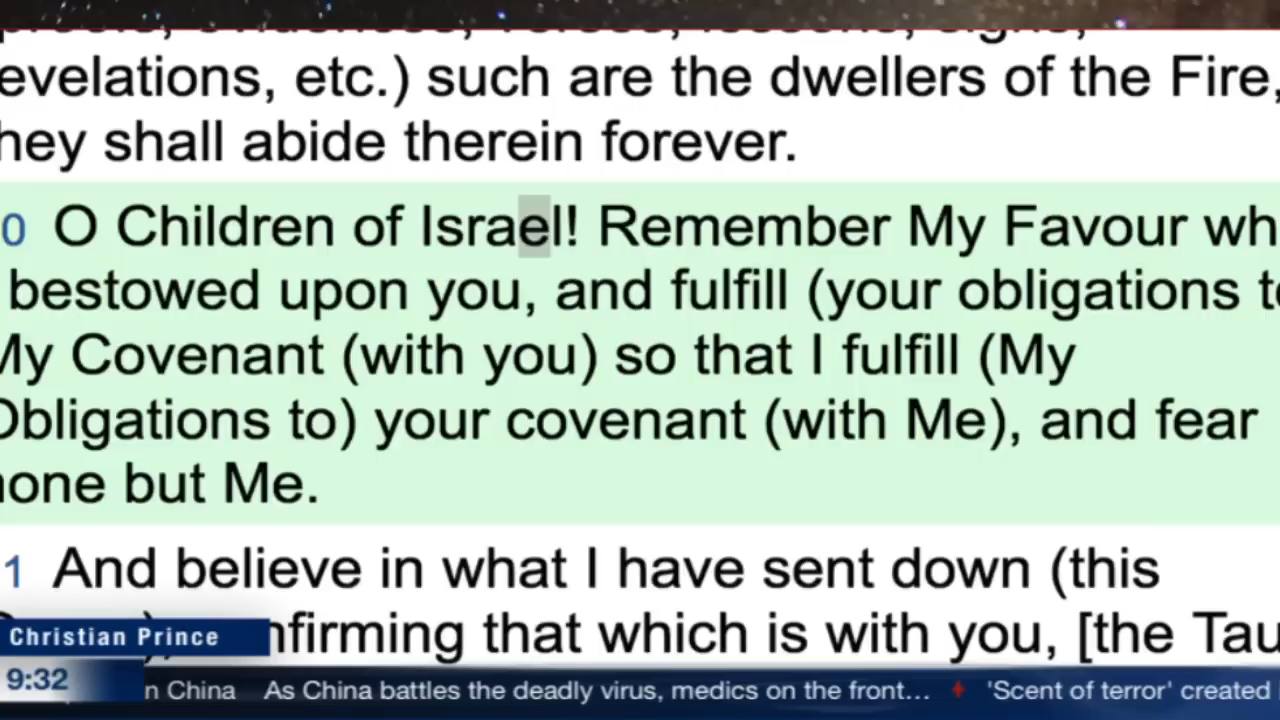 evelations, etc.) such are the dwellers of the Fire,
hey shall abide therein forever.
0 O Children of Israel! Remember My Favour wh
bestowed upon you, and fulfill (your obligations to
My Covenant (with you) so that I fulfill (My
Obligations to) your covenant (with Me), and fear
none but Me.
1 And believe in what I have sent down (this
nfirming that which is with you, [the Tau
Christian Prince
9:32
n China As China battles the deadly virus, medics on the front... 'Scent of terror' created